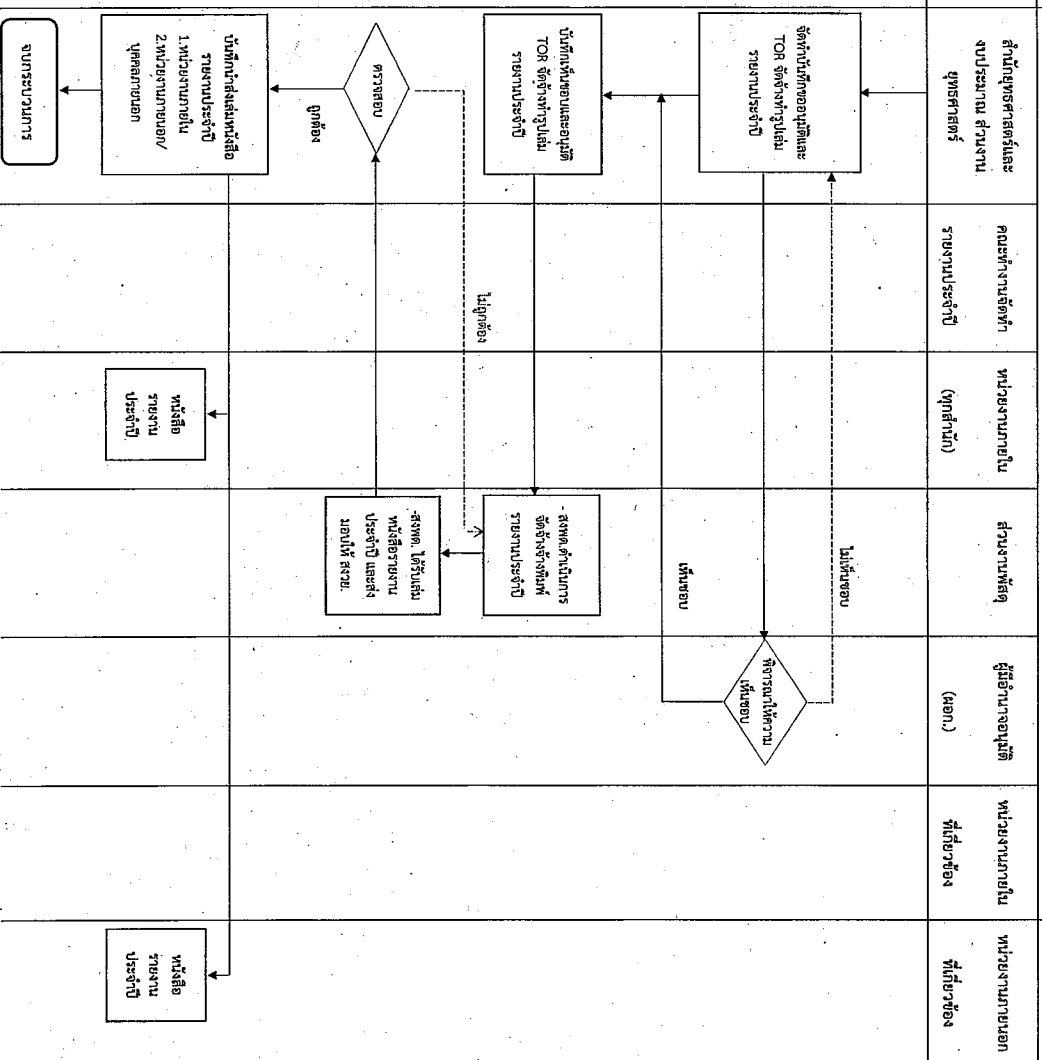 สำนักยุทธศาสตร์และ
งบประมาณ ส่วนงาน
ยุทธศาสตร์
คณะทำงานจัดทำ
รายงานประจำปี
หน่วยงานภายใน
(ทุกสำนัก)
ส่วนงานพัสดุ
ผู้มีอำนาจอนุมัติ
(ผอก.)
หน่วยงานภายใน
ที่เกี่ยวข้อง
หน่วยงานภายนอก
ที่เกี่ยวข้อง
จัดทำบันทึกขออนุมัติและ
TOR จัดจ้างทำรูปเล่ม
รายงานประจำปี
ไม่เห็นชอบ
พิจารณาให้ความ
เห็นชอบ
เห็นชอบ
บันทึกเห็นชอบและอนุมัติ
TOR จัดจ้างทำรูปเล่ม
รายงานประจำปี
- สงพด.ดำเนินการ
จัดจ้างจ้างพิมพ์
รายงานประจำปี
ไม่ถูกต้อง
ตรวจสอบ
-สงพด. ได้รับเล่ม
หนังสือรายงาน
ประจำปี และส่ง
มอบให้ สงวย.
ถูกต้อง
บันทึกนำส่งเล่มหนังสือ
รายงานประจำปี
1.หน่วยงานภายใน
2.หน่วยงานภายนอก/
บุคคลภายนอก
หนังสือ
รายงาน
ประจำปี
หนังสือ
รายงาน
ประจำปี
จบกระบวนการ